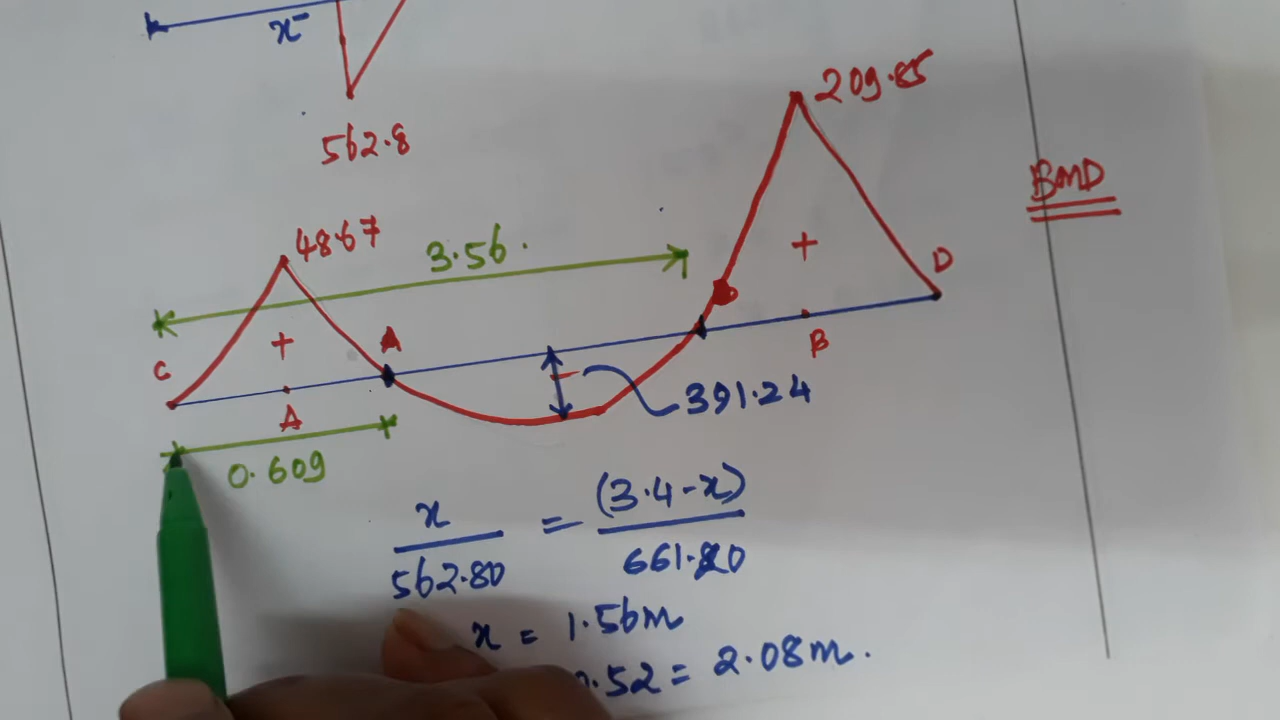 x
562.8
209.85
BMD
48.67
3.56.
C
+
A
+
D
B
A
391.24
0.609
x/562.80 = (3.4-x)/661.80
x = 1.56m
0.52 = 2.08m.